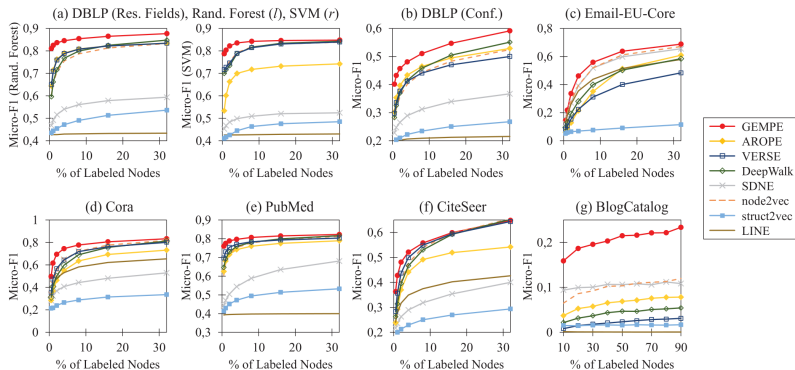 (a) DBLP (Res. Fields), Rand. Forest (l), SVM (r)
Micro-F1 (Rand. Forest)
0,9
0,8
0,7
0,6
0,5
0,4
0 10 20 30
% of Labeled Nodes
Micro-F1 (SVM)
0,9
0,8
0,7
0,6
0,5
0,4
0 10 20 30
% of Labeled Nodes
(b) DBLP (Conf.)
Micro-F1
0,6
0,5
0,4
0,3
0,2
0 10 20 30
% of Labeled Nodes
(c) Email-EU-Core
Micro-F1
0,8
0,6
0,4
0,2
0
0 10 20 30
% of Labeled Nodes
GEMPE
AROPE
VERSE
DeepWalk
SDNE
node2vec
struct2vec
LINE
(d) Cora
Micro-F1
1
0,8
0,6
0,4
0,2
0
0 10 20 30
% of Labeled Nodes
(e) PubMed
Micro-F1
0,9
0,8
0,7
0,6
0,5
0,4
0,3
0 10 20 30
% of Labeled Nodes
(f) CiteSeer
Micro-F1
0,6
0,5
0,4
0,3
0,2
0 10 20 30
% of Labeled Nodes
(g) BlogCatalog
Micro-F1
0,2
0,1
0
10 30 50 70 90
% of Labeled Nodes